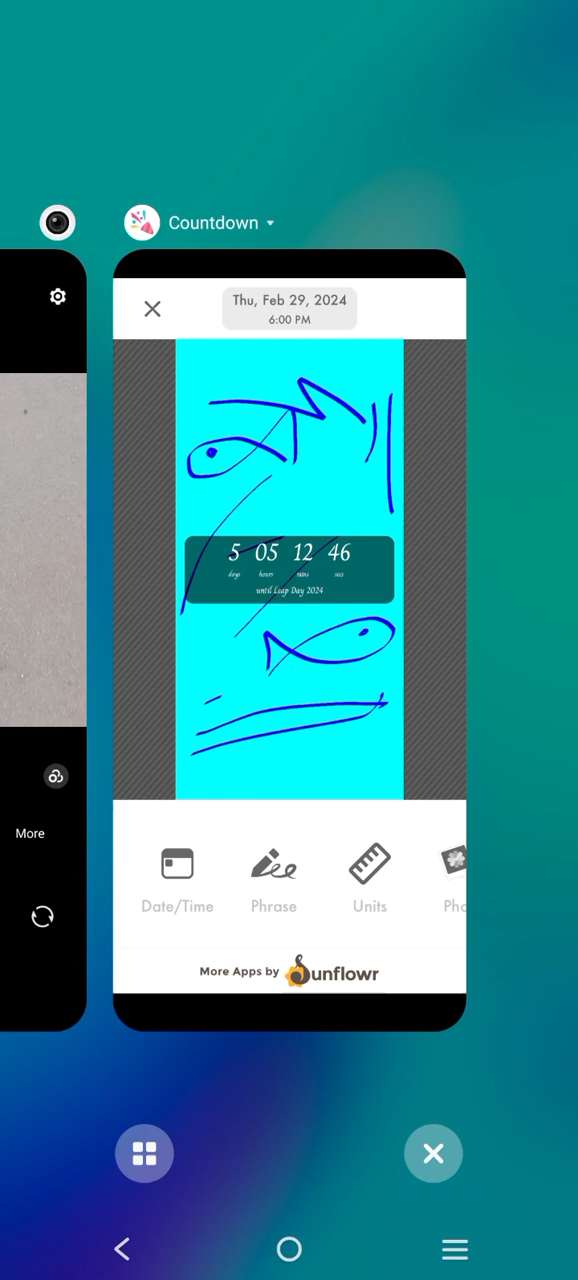 Countdown
Thu, Feb 29, 2024
6:00 PM
5 05 12 46
days hours mins secs
until Leap Day 2024
More
Date/Time Phrase Units Pho
More Apps by Sunflowr